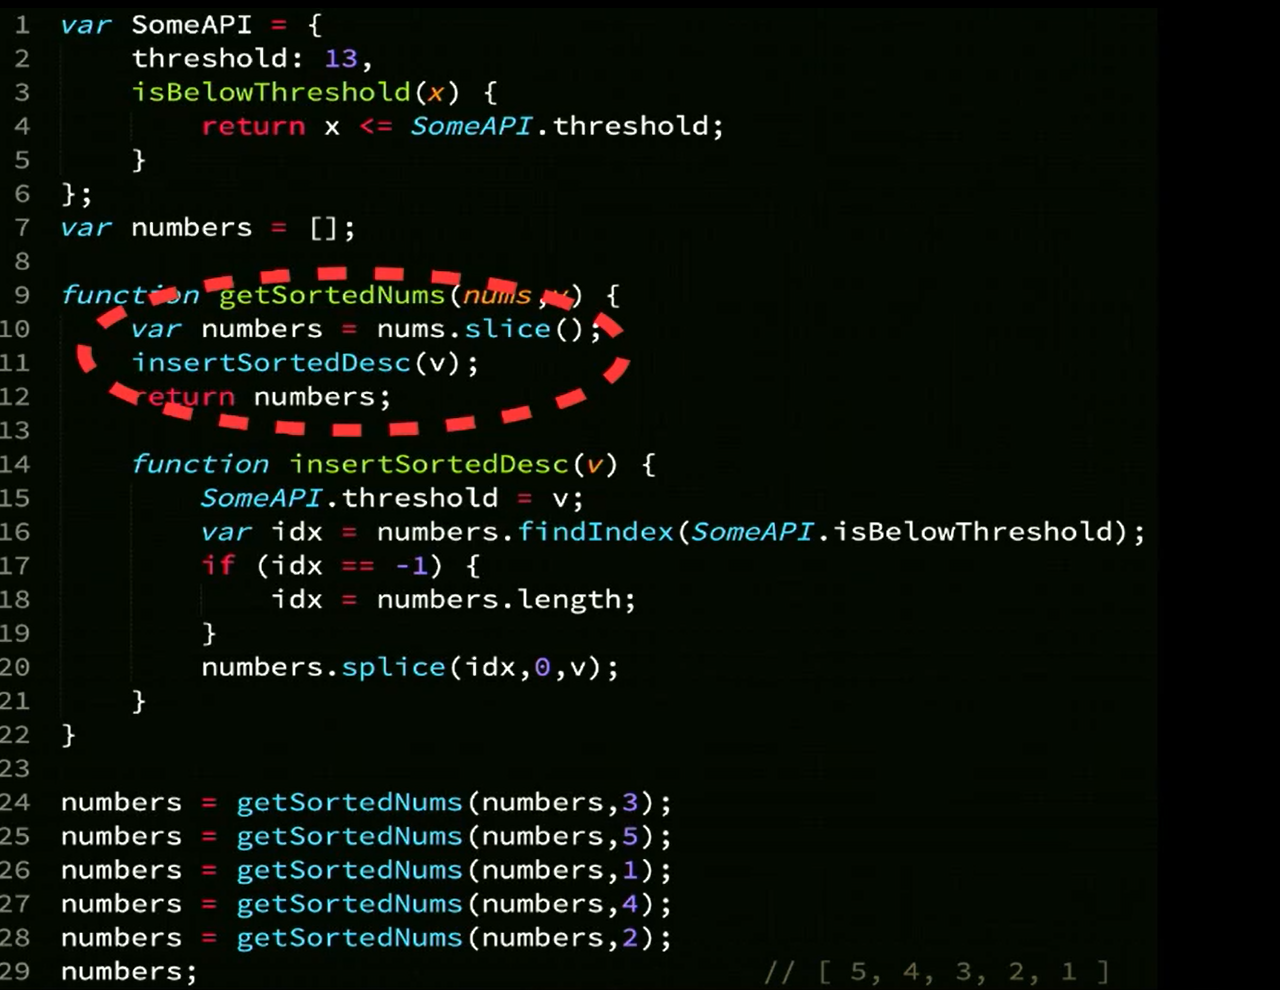 1 var SomeAPI = {
2     threshold: 13,
3     isBelowThreshold(x) {
4         return x <= SomeAPI.threshold;
5     }
6 };
7 var numbers = [];
8
9 function getSortedNums(nums,v) {
10     var numbers = nums.slice();
11     insertSortedDesc(v);
12     return numbers;
13
14     function insertSortedDesc(v) {
15         SomeAPI.threshold = v;
16         var idx = numbers.findIndex(SomeAPI.isBelowThreshold);
17         if (idx == -1) {
18             idx = numbers.length;
19         }
20         numbers.splice(idx,0,v);
21     }
22 }
23
24 numbers = getSortedNums(numbers,3);
25 numbers = getSortedNums(numbers,5);
26 numbers = getSortedNums(numbers,1);
27 numbers = getSortedNums(numbers,4);
28 numbers = getSortedNums(numbers,2);
29 numbers; // [ 5, 4, 3, 2, 1 ]